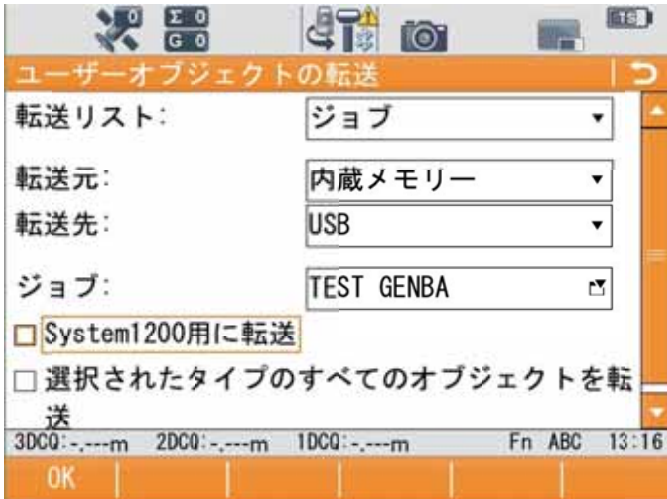 Σ 0
G 0
TS
ユーザーオブジェクトの転送
転送リスト: ジョブ
転送元: 内蔵メモリー
転送先: USB
ジョブ: TEST GENBA
System1200用に転送
選択されたタイプのすべてのオブジェクトを転
送
3DCQ:-.---m 2DCQ:-.---m 1DCQ:-.---m Fn ABC 13:16
OK